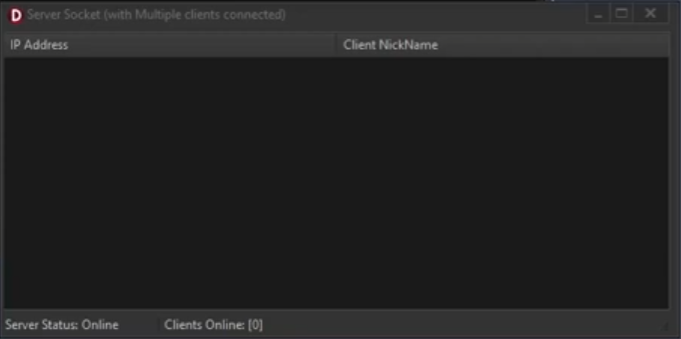 D Server Socket (with Multiple clients connected)
IP Address Client NickName
Server Status: Online Clients Online: [0]